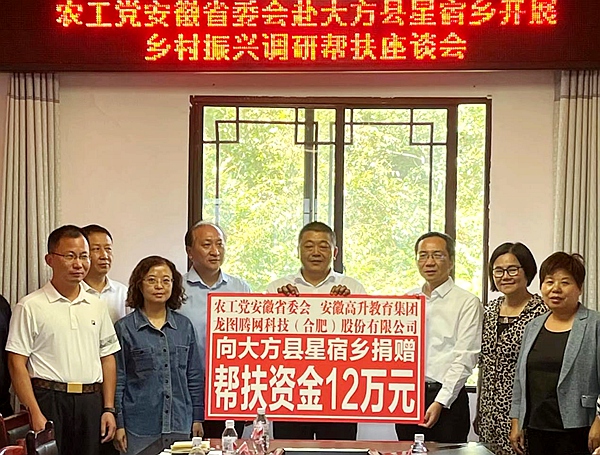 农工党安徽省委会赴大方县星宿乡开展
乡村振兴调研帮扶座谈会
农工党安徽省委会 安徽高升教育集团
龙图腾网科技（合肥）股份有限公司
向大方县星宿乡捐赠
帮扶资金12万元